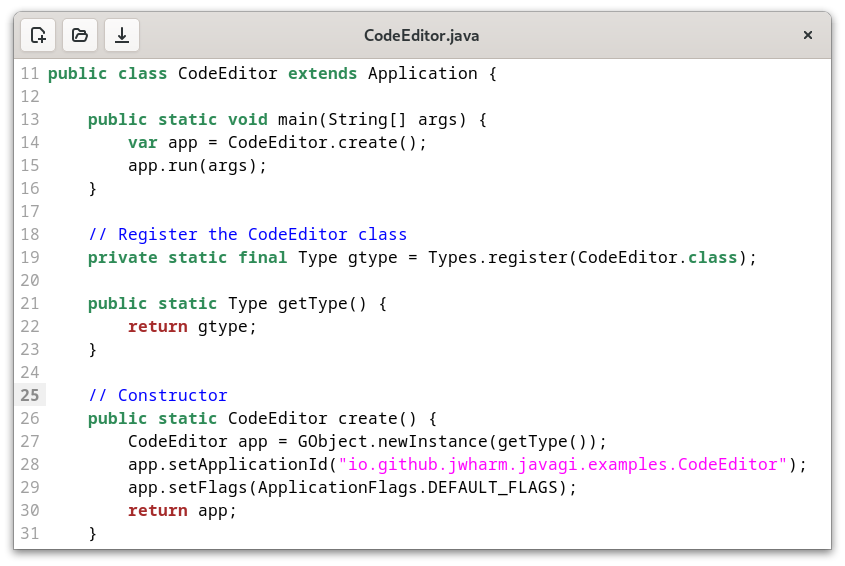 CodeEditor.java
11 public class CodeEditor extends Application {
12
13     public static void main(String[] args) {
14         var app = CodeEditor.create();
15         app.run(args);
16     }
17
18     // Register the CodeEditor class
19     private static final Type gtype = Types.register(CodeEditor.class);
20
21     public static Type getType() {
22         return gtype;
23     }
24
25     // Constructor
26     public static CodeEditor create() {
27         CodeEditor app = GObject.newInstance(getType());
28         app.setApplicationId("io.github.jwharm.javagi.examples.CodeEditor");
29         app.setFlags(ApplicationFlags.DEFAULT_FLAGS);
30         return app;
31     }